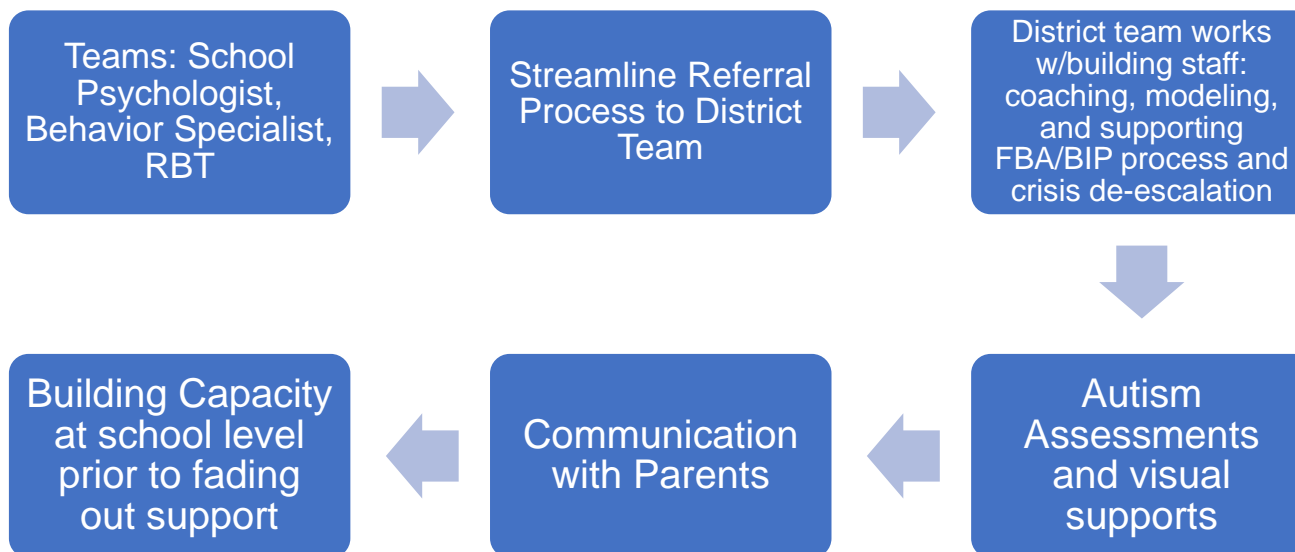 Teams: School
Psychologist,
Behavior Specialist,
RBT
Streamline Referral
Process to District
Team
District team works
w/building staff:
coaching, modeling,
and supporting
FBA/BIP process and
crisis de-escalation
Autism
Assessments
and visual
supports
Communication
with Parents
Building Capacity
at school level
prior to fading
out support